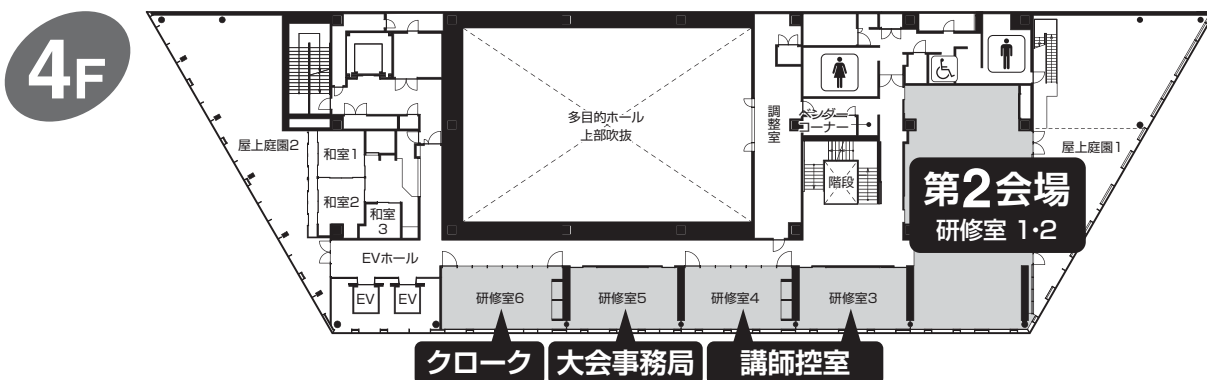 4F
多目的ホール
上部吹抜
調整室
ベンダー
コーナー
階段
屋上庭園2
和室1
和室2
和室
3
屋上庭園1
第2会場
研修室 1・2
EVホール
EV
EV
研修室6
研修室5
研修室4
研修室3
クローク
大会事務局
講師控室